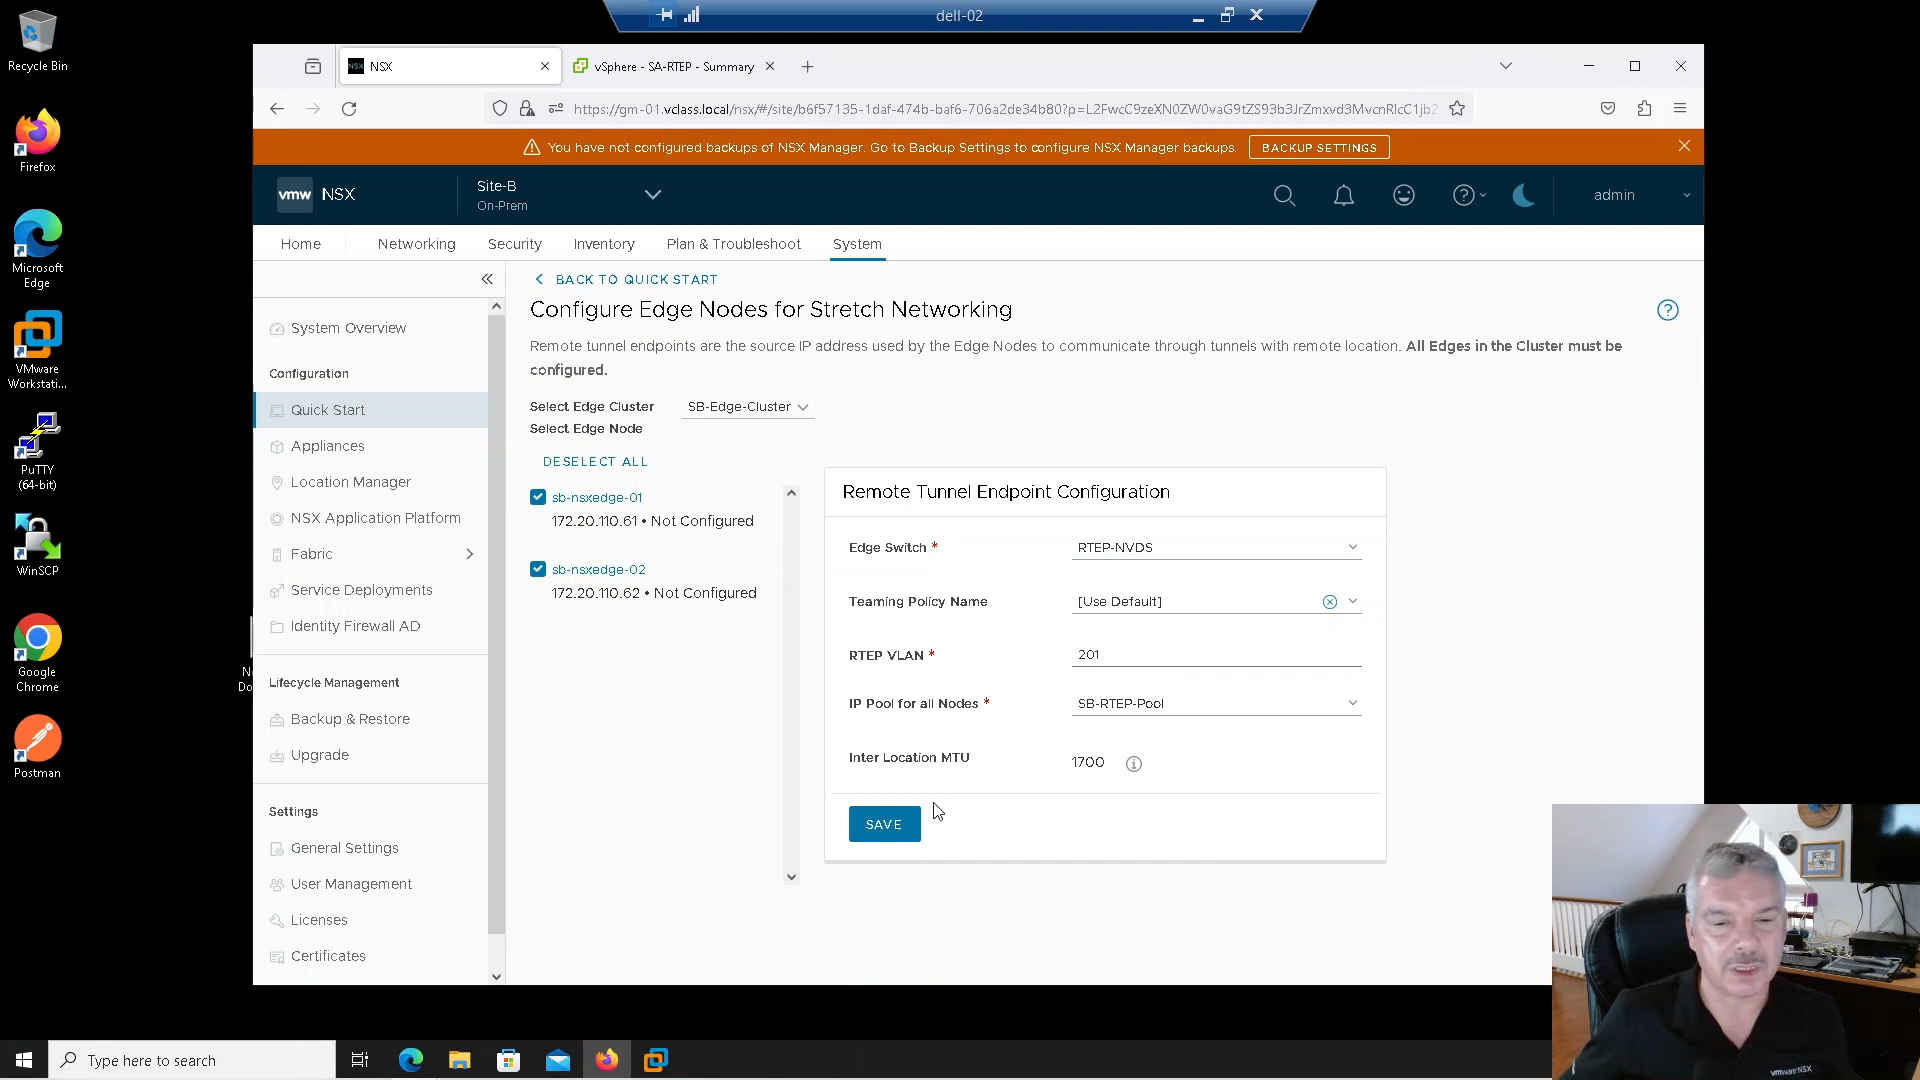 dell-02
Recycle Bin
Firefox
Microsoft
Edge
VMware
Workstati...
PuTTY
(64-bit)
WinSCP
Google
Chrome
Postman
NSX
vSphere - SA-RTEP - Summary
https://gm-01.vclass.local/nsx/#/site/b6f57135-1daf-474b-baf6-706a2de34b80?p=L2FwcC9zeXN0ZW0vaG9tZS93b3JrZmxvd3MvcnRlcC1jb2
You have not configured backups of NSX Manager. Go to Backup Settings to configure NSX Manager backups.
BACKUP SETTINGS
vmw NSX
Site-B
On-Prem
admin
Home
Networking
Security
Inventory
Plan & Troubleshoot
System
System Overview
Configuration
Quick Start
Appliances
Location Manager
NSX Application Platform
Fabric
Service Deployments
Identity Firewall AD
Lifecycle Management
Backup & Restore
Upgrade
Settings
General Settings
User Management
Licenses
Certificates
BACK TO QUICK START
Configure Edge Nodes for Stretch Networking
Remote tunnel endpoints are the source IP address used by the Edge Nodes to communicate through tunnels with remote location. All Edges in the Cluster must be
configured.
Select Edge Cluster SB-Edge-Cluster
Select Edge Node
DESELECT ALL
sb-nsxedge-01
172.20.110.61 • Not Configured
sb-nsxedge-02
172.20.110.62 • Not Configured
Remote Tunnel Endpoint Configuration
Edge Switch * RTEP-NVDS
Teaming Policy Name [Use Default]
RTEP VLAN * 201
IP Pool for all Nodes * SB-RTEP-Pool
Inter Location MTU 1700
SAVE
Type here to search
vmware NSX